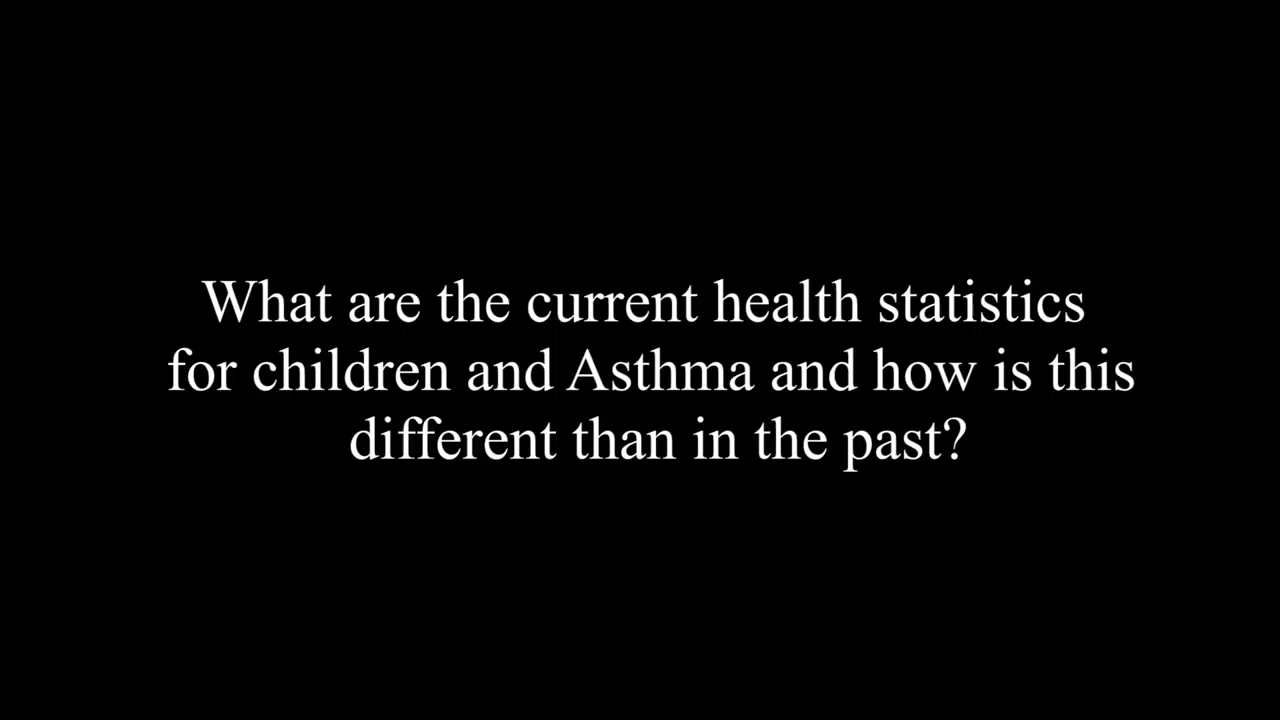 What are the current health statistics
for children and Asthma and how is this
different than in the past?